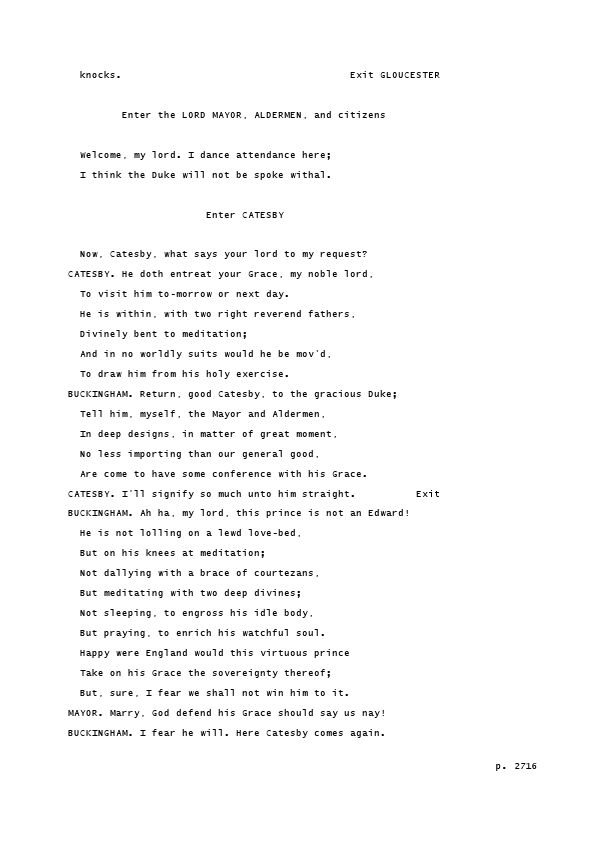 knocks.                                      Exit GLOUCESTER
Enter the LORD MAYOR, ALDERMEN, and citizens
Welcome, my lord. I dance attendance here;
I think the Duke will not be spoke withal.
Enter CATESBY
Now, Catesby, what says your lord to my request?
CATESBY. He doth entreat your Grace, my noble lord,
To visit him to-morrow or next day.
He is within, with two right reverend fathers,
Divinely bent to meditation;
And in no worldly suits would he be mov'd,
To draw him from his holy exercise.
BUCKINGHAM. Return, good Catesby, to the gracious Duke;
Tell him, myself, the Mayor and Aldermen,
In deep designs, in matter of great moment,
No less importing than our general good,
Are come to have some conference with his Grace.
CATESBY. I'll signify so much unto him straight.          Exit
BUCKINGHAM. Ah ha, my lord, this prince is not an Edward!
He is not lolling on a lewd love-bed,
But on his knees at meditation;
Not dallying with a brace of courtezans,
But meditating with two deep divines;
Not sleeping, to engross his idle body,
But praying, to enrich his watchful soul.
Happy were England would this virtuous prince
Take on his Grace the sovereignty thereof;
But, sure, I fear we shall not win him to it.
MAYOR. Marry, God defend his Grace should say us nay!
BUCKINGHAM. I fear he will. Here Catesby comes again.
p. 2716